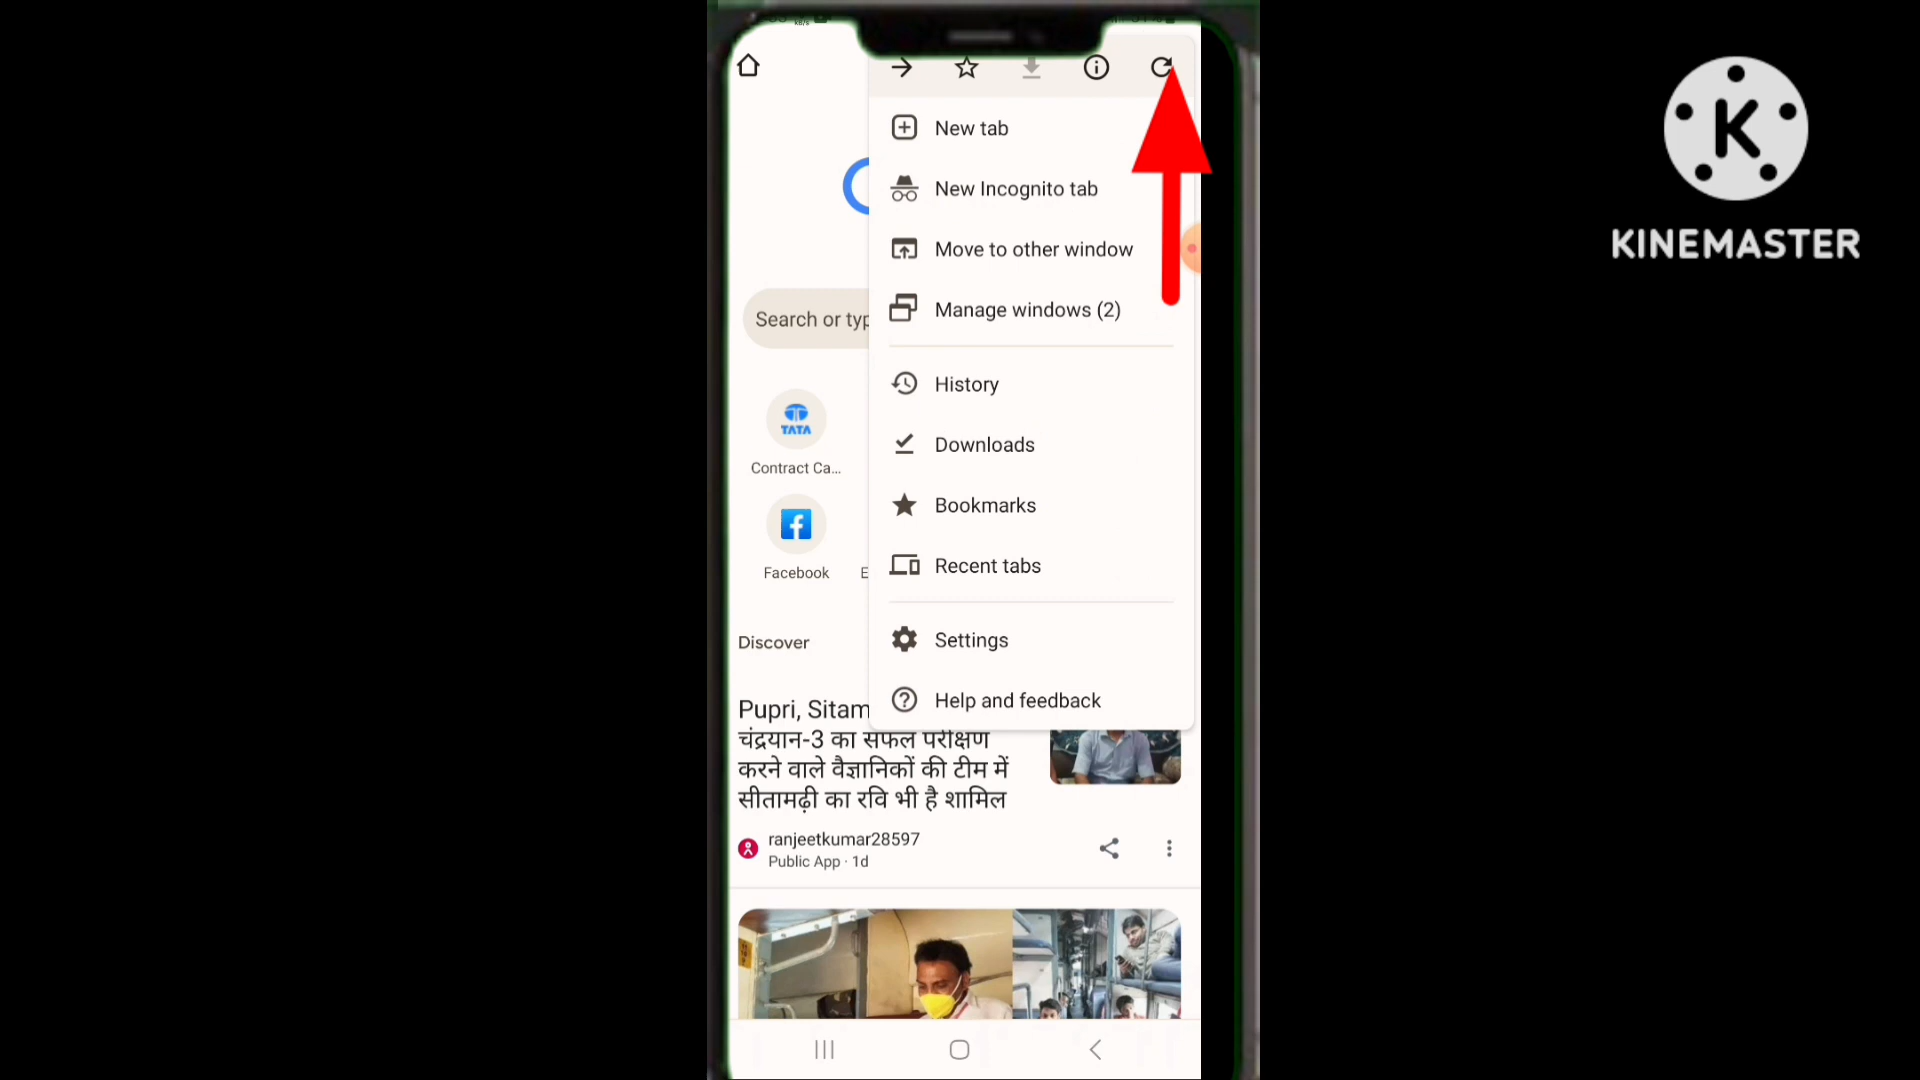 New tab
New Incognito tab
Move to other window
Manage windows (2)
Search or typ
History
TATA
Contract Ca...
Downloads
Bookmarks
Facebook
E
Recent tabs
Discover
Settings
Help and feedback
Pupri, Sitam
चंद्रयान-3 का सफल परीक्षण
करने वाले वैज्ञानिकों की टीम में
सीतामढ़ी का रवि भी है शामिल
ranjeetkumar28597
Public App · 1d
K
KINEMASTER